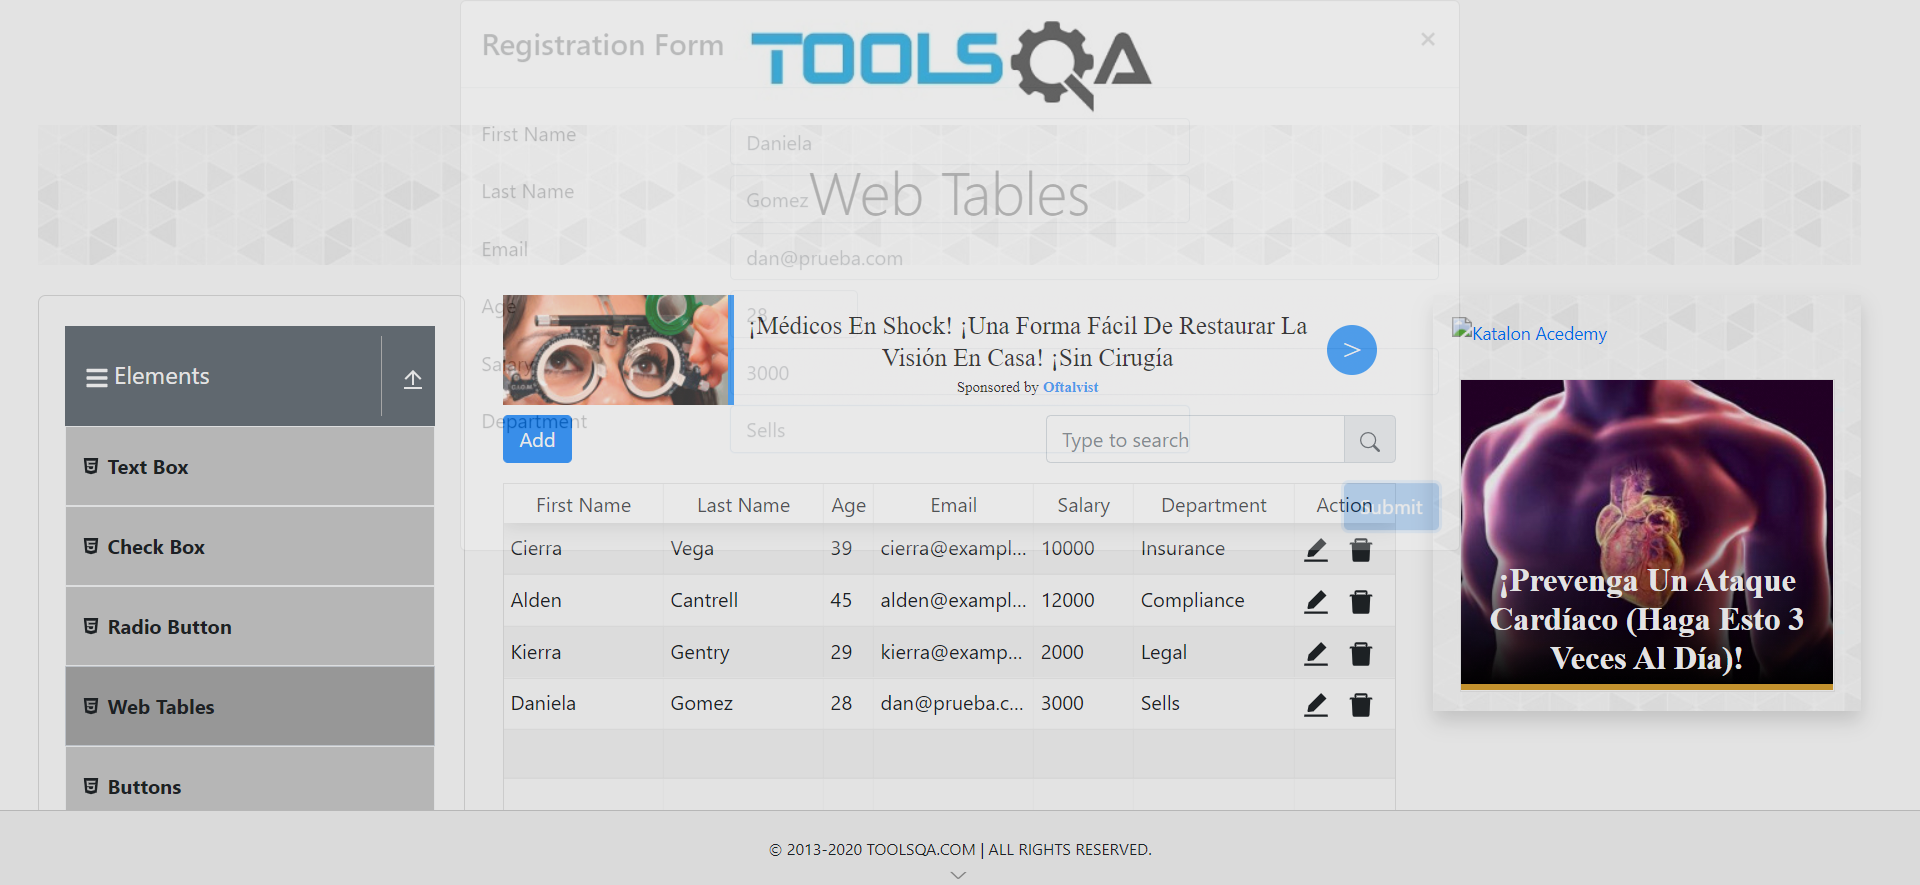 Registration Form
TOOLSQA
×
First Name
Daniela
Last Name
Gomez
Web Tables
Email
dan@prueba.com
Age
28
Salary
3000
Department
Sells
Submit
Elements
Text Box
Check Box
Radio Button
Web Tables
Buttons
C.I.O.M
¡Médicos En Shock! ¡Una Forma Fácil De Restaurar La
Visión En Casa! ¡Sin Cirugía
Sponsored by Oftalvist
>
Add
Type to search
First Name Last Name Age Email Salary Department Action
Cierra Vega 39 cierra@exampl... 10000 Insurance
Alden Cantrell 45 alden@exampl... 12000 Compliance
Kierra Gentry 29 kierra@examp... 2000 Legal
Daniela Gomez 28 dan@prueba.c... 3000 Sells
Katalon Acedemy
¡Prevenga Un Ataque
Cardíaco (Haga Esto 3
Veces Al Día)!
© 2013-2020 TOOLSQA.COM | ALL RIGHTS RESERVED.